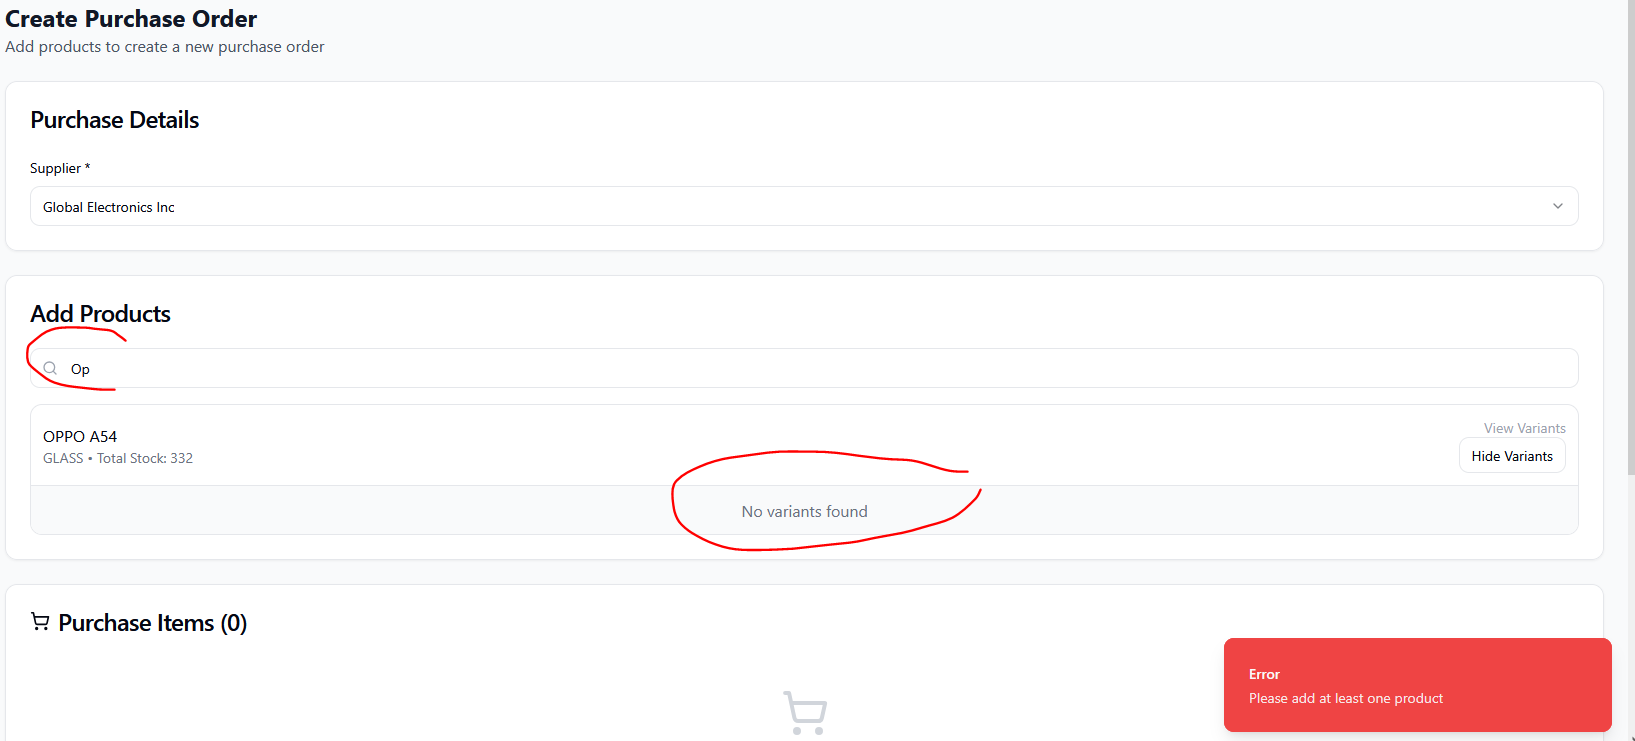 Create Purchase Order
Add products to create a new purchase order
Purchase Details
Supplier *
Global Electronics Inc
Add Products
Op
OPPO A54
GLASS • Total Stock: 332
View Variants
Hide Variants
No variants found
Purchase Items (0)
Error
Please add at least one product